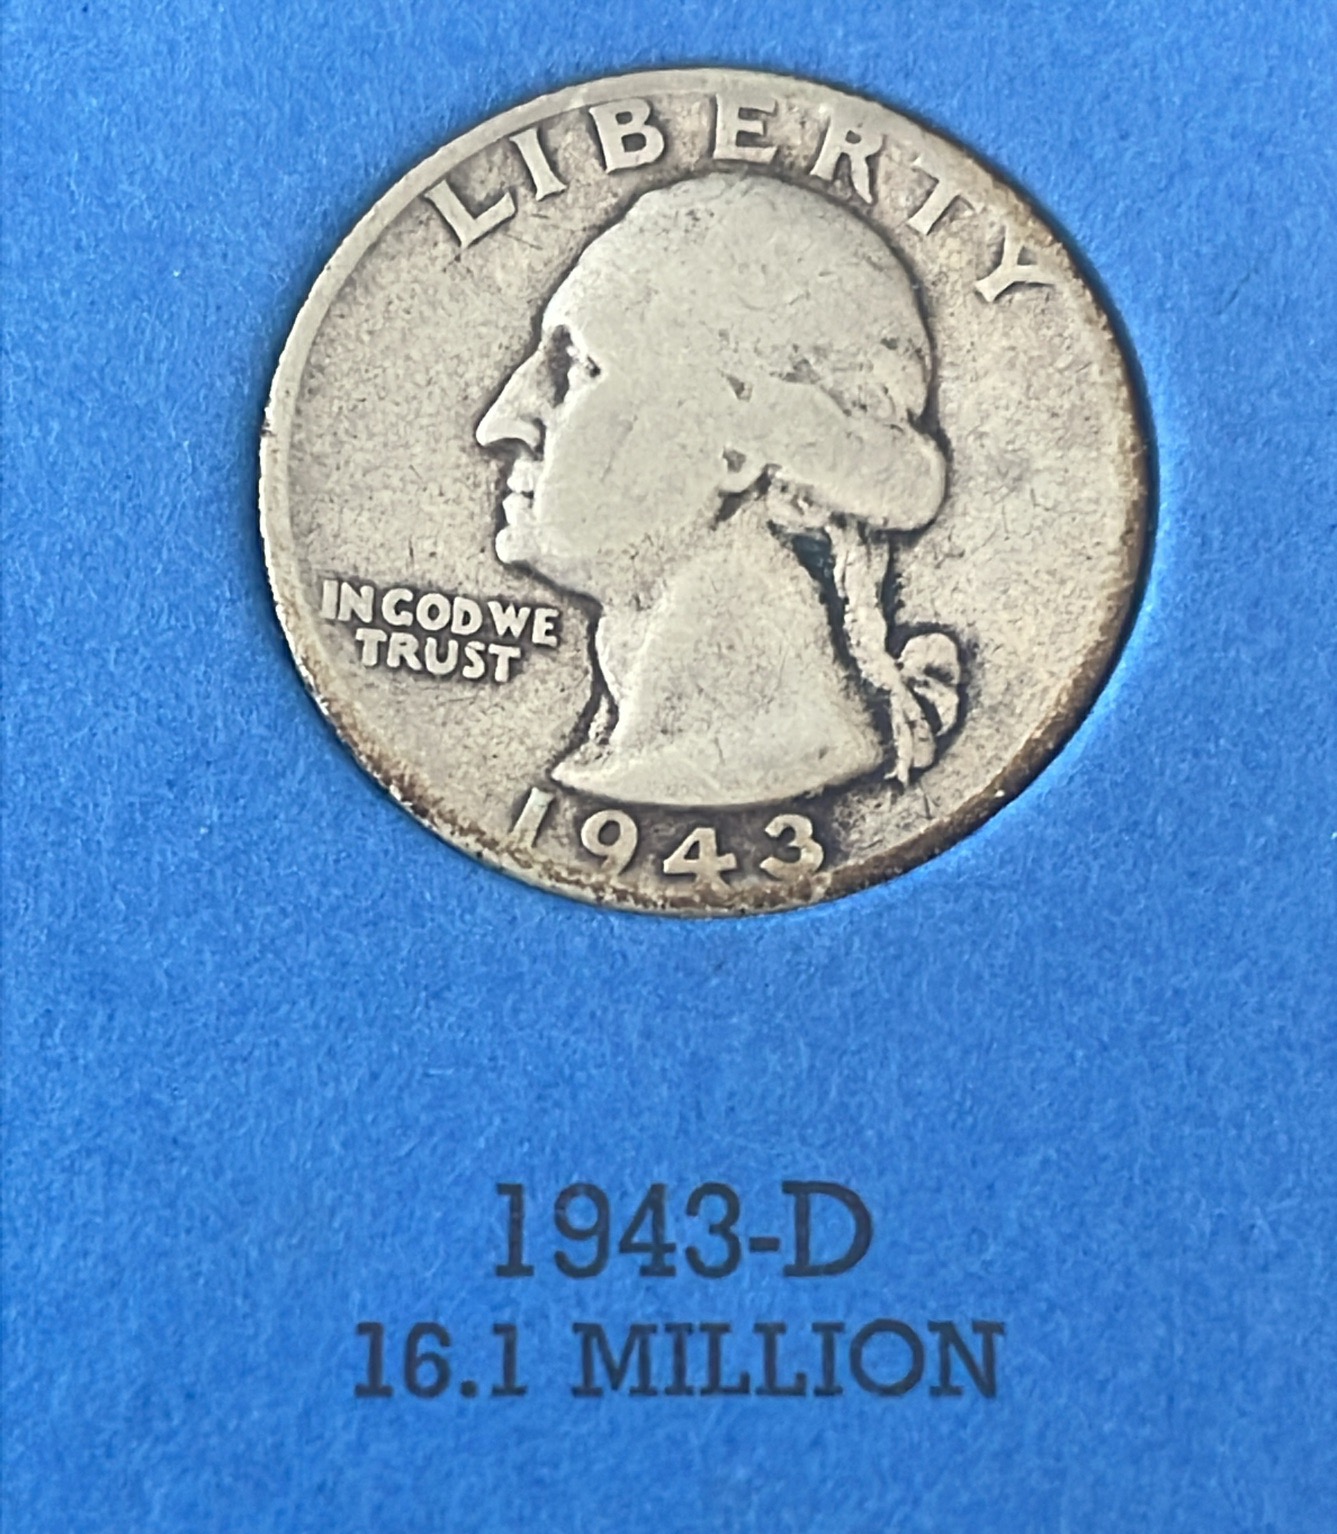 LIBERTY
IN GOD WE
TRUST
1943
1943-D
16.1 MILLION